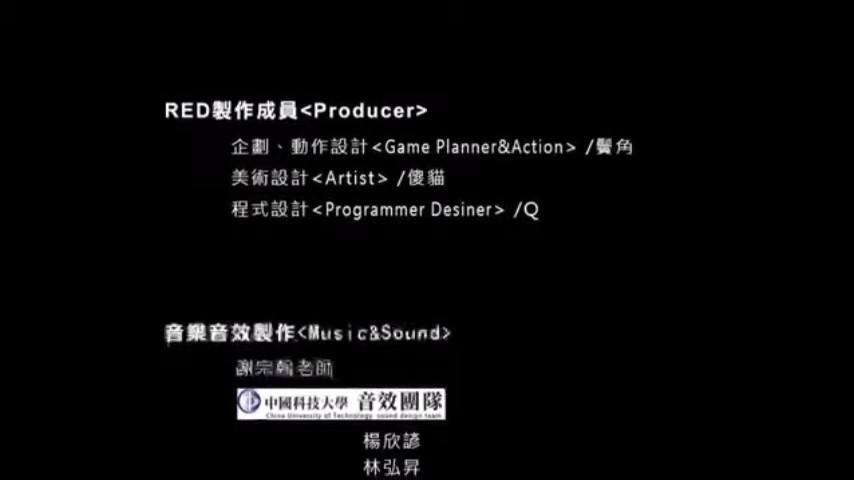 RED製作成員<Producer>
企劃、動作設計<Game Planner&Action> /鬢角
美術設計<Artist> /傻貓
程式設計<Programmer Desiner> /Q
音樂音效製作<Music&Sound>
謝宗翰老師
中國科技大學 音效團隊
China University of Technology sound design team
楊欣諺
林弘昇